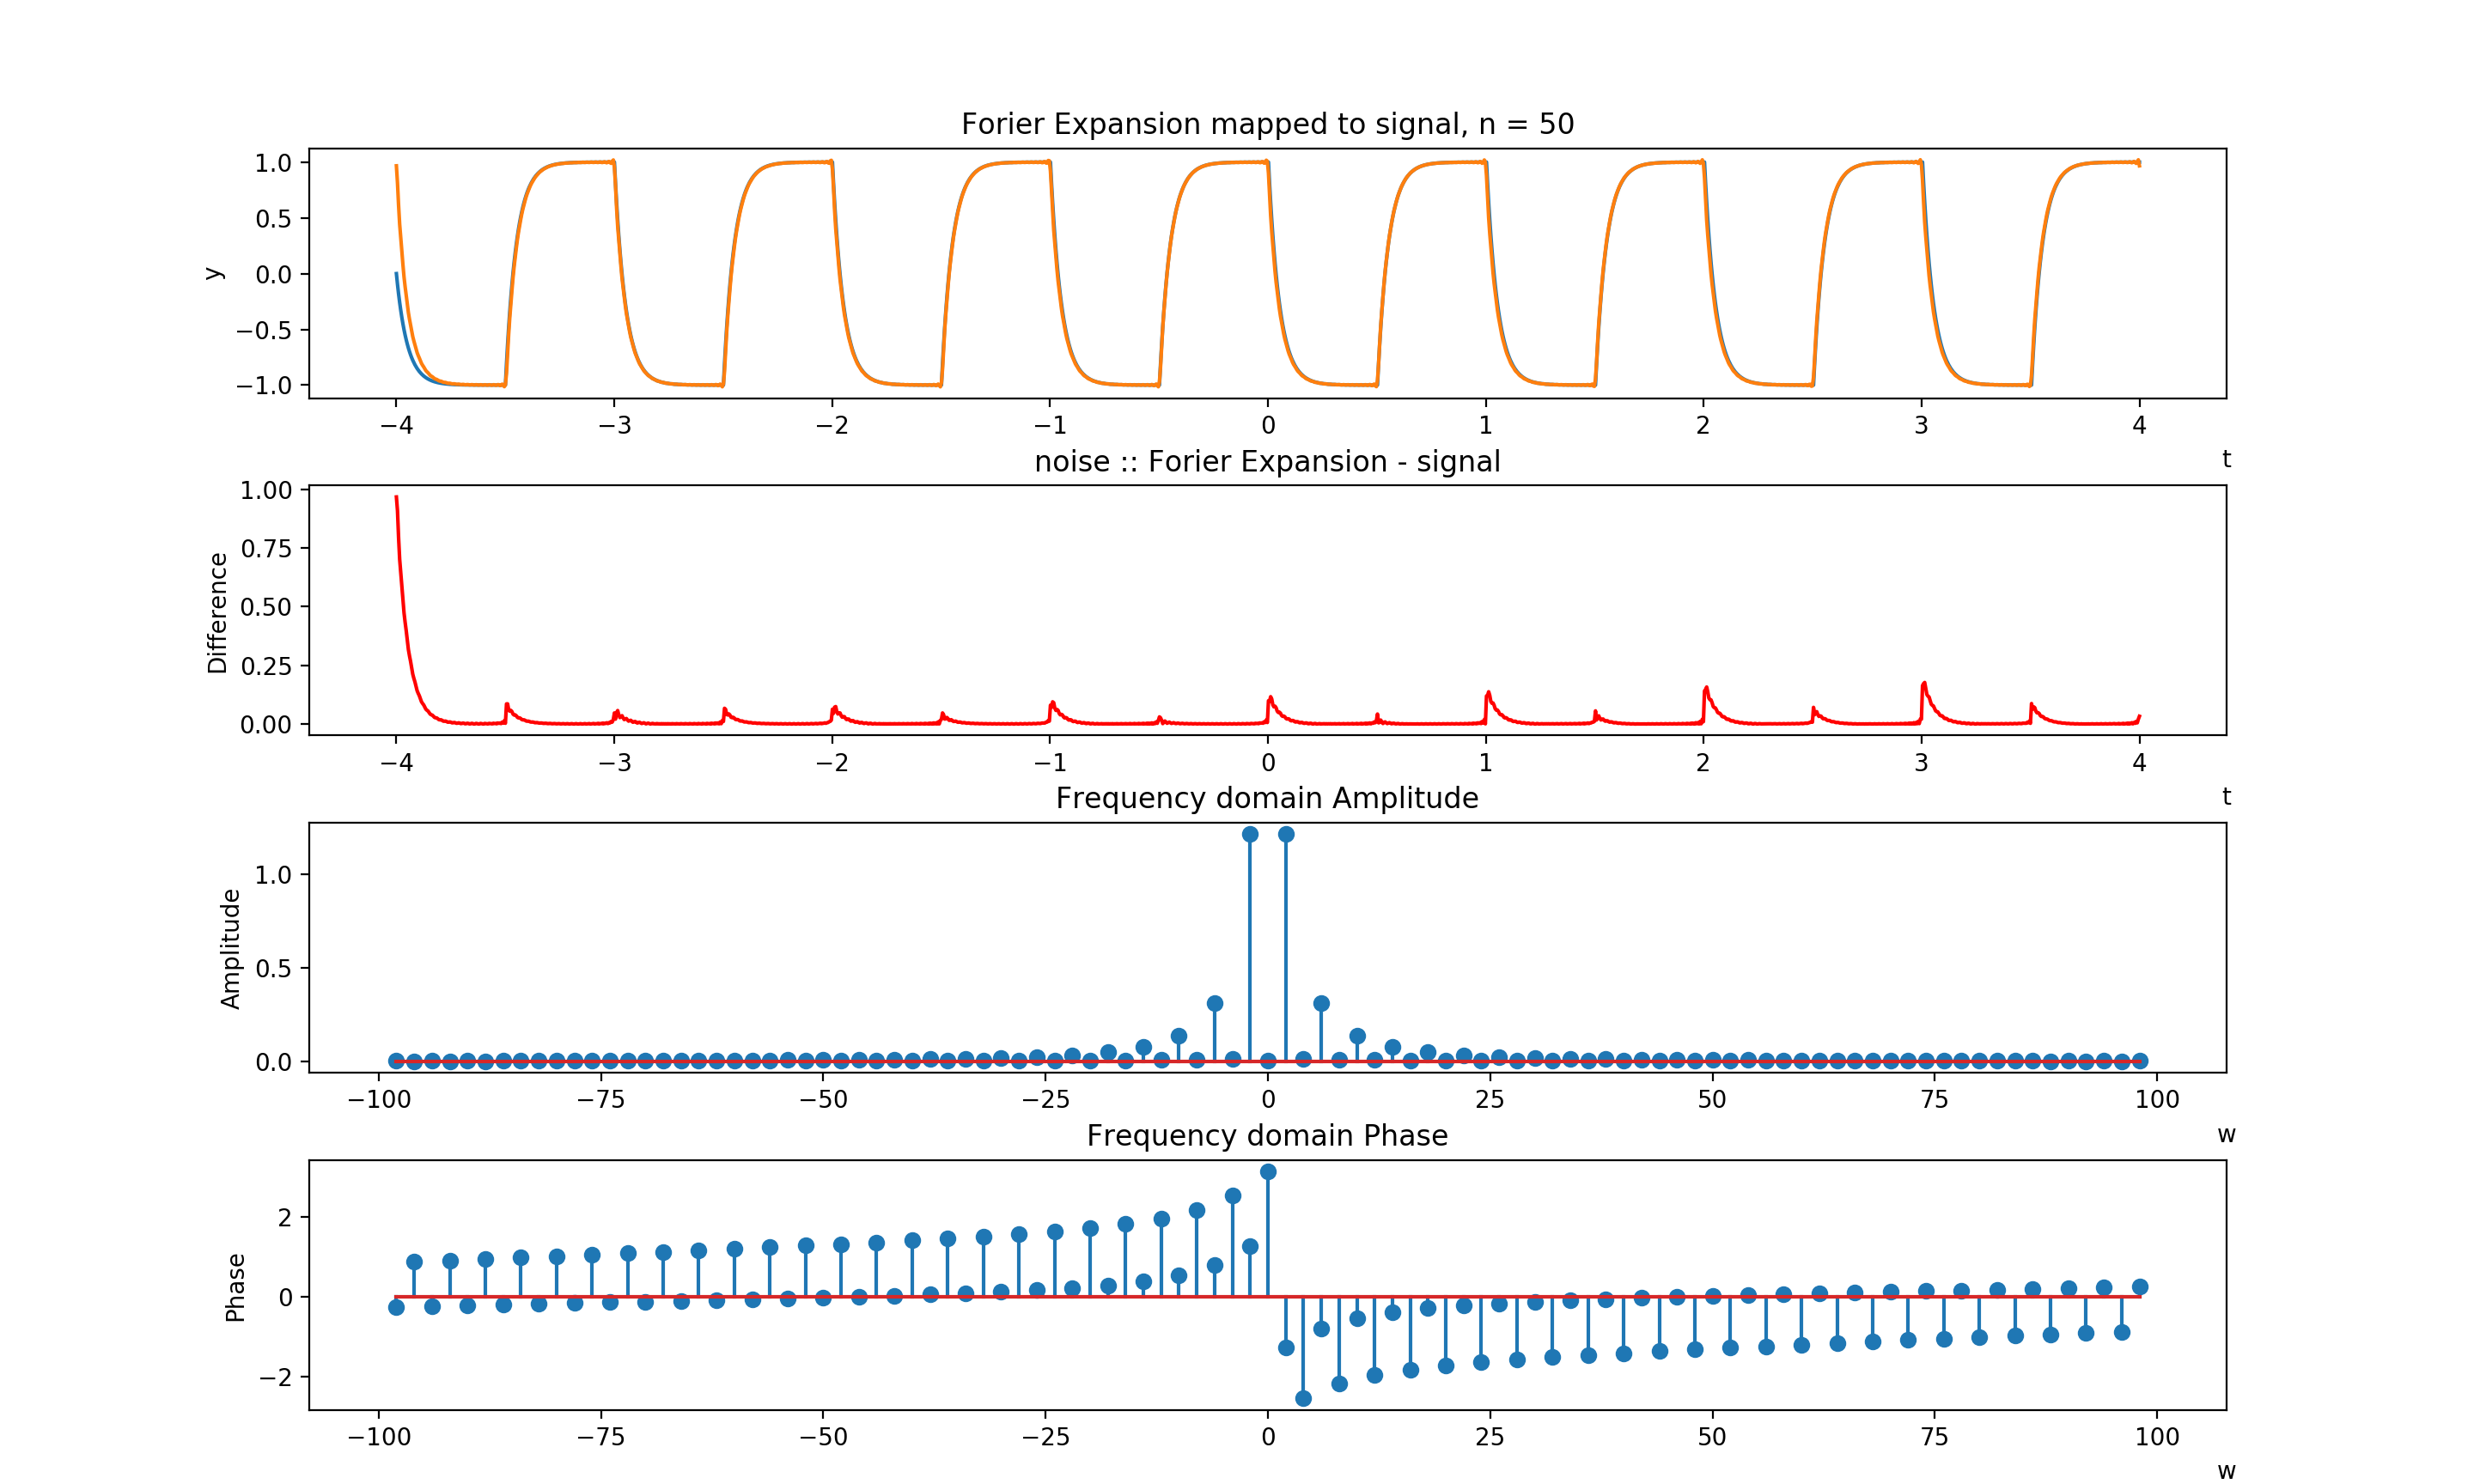 Forier Expansion mapped to signal, n = 50
1.0
0.5
0.0
−0.5
−1.0
y
−4 −3 −2 −1 0 1 2 3 4
t
noise :: Forier Expansion - signal
1.00
0.75
0.50
0.25
0.00
Difference
−4 −3 −2 −1 0 1 2 3 4
t
Frequency domain Amplitude
1.0
0.5
0.0
Amplitude
−100 −75 −50 −25 0 25 50 75 100
w
Frequency domain Phase
2
0
−2
Phase
−100 −75 −50 −25 0 25 50 75 100
w